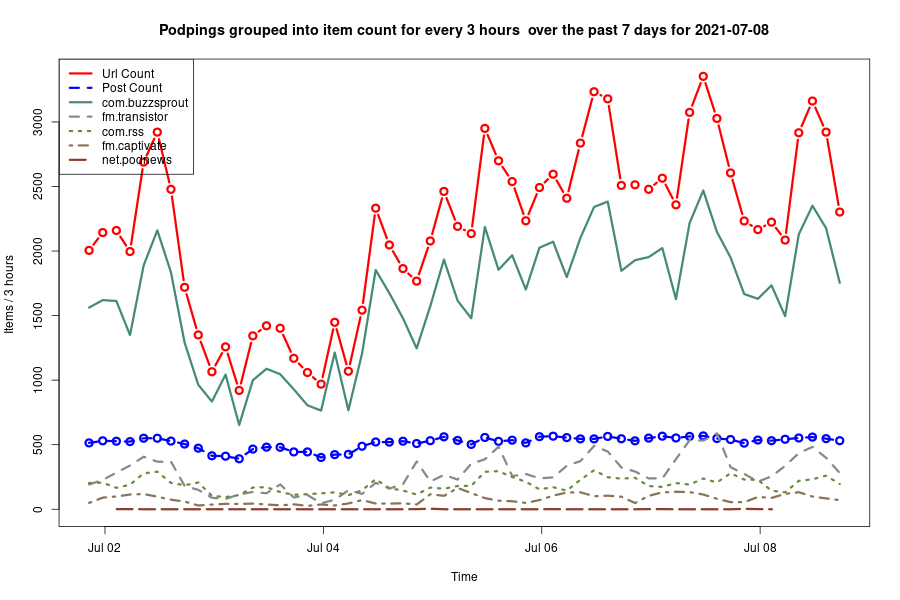 Podpings grouped into item count for every 3 hours  over the past 7 days for 2021-07-08
Url Count
Post Count
com.buzzsprout
fm.transistor
com.rss
fm.captivate
net.podnews
Items / 3 hours
3000
2500
2000
1500
1000
500
0
Jul 02
Jul 04
Jul 06
Jul 08
Time